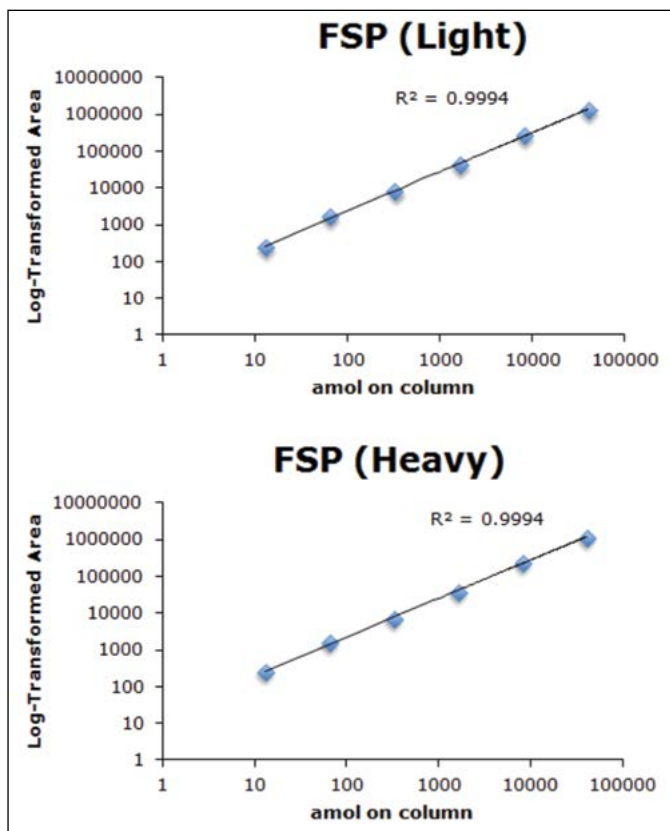 FSP (Light)
R² = 0.9994
Log-Transformed Area
10000000
1000000
100000
10000
1000
100
10
1
1 10 100 1000 10000 100000
amol on column
FSP (Heavy)
R² = 0.9994
Log-Transformed Area
10000000
1000000
100000
10000
1000
100
10
1
1 10 100 1000 10000 100000
amol on column